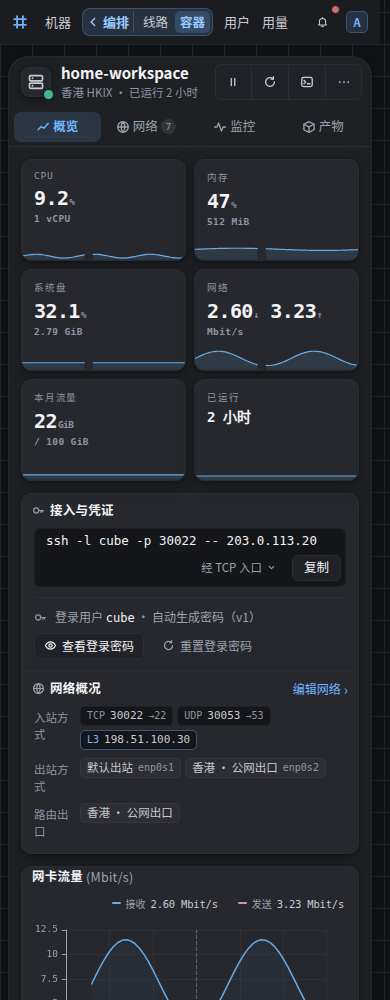 机器 编排 线路 容器 用户 用量 A
home-workspace
香港 HKIX · 已运行 2 小时
概览 网络 7 监控 产物
CPU
9.2%
1 vCPU
内存
47%
512 MiB
系统盘
32.1%
2.79 GiB
网络
2.60↓ 3.23↑
Mbit/s
本月流量
22GiB
/ 100 GiB
已运行
2 小时
接入与凭证
ssh -l cube -p 30022 -- 203.0.113.20
经 TCP 入口 复制
登录用户 cube · 自动生成密码（v1）
查看登录密码 重置登录密码
网络概况 编辑网络 ›
入站方式
TCP 30022 →22 UDP 30053 →53
L3 198.51.100.30
出站方式
默认出站 enp0s1 香港 · 公网出口 enp0s2
路由出口
香港 · 公网出口
网卡流量 (Mbit/s)
接收 2.60 Mbit/s 发送 3.23 Mbit/s
12.5
10
7.5